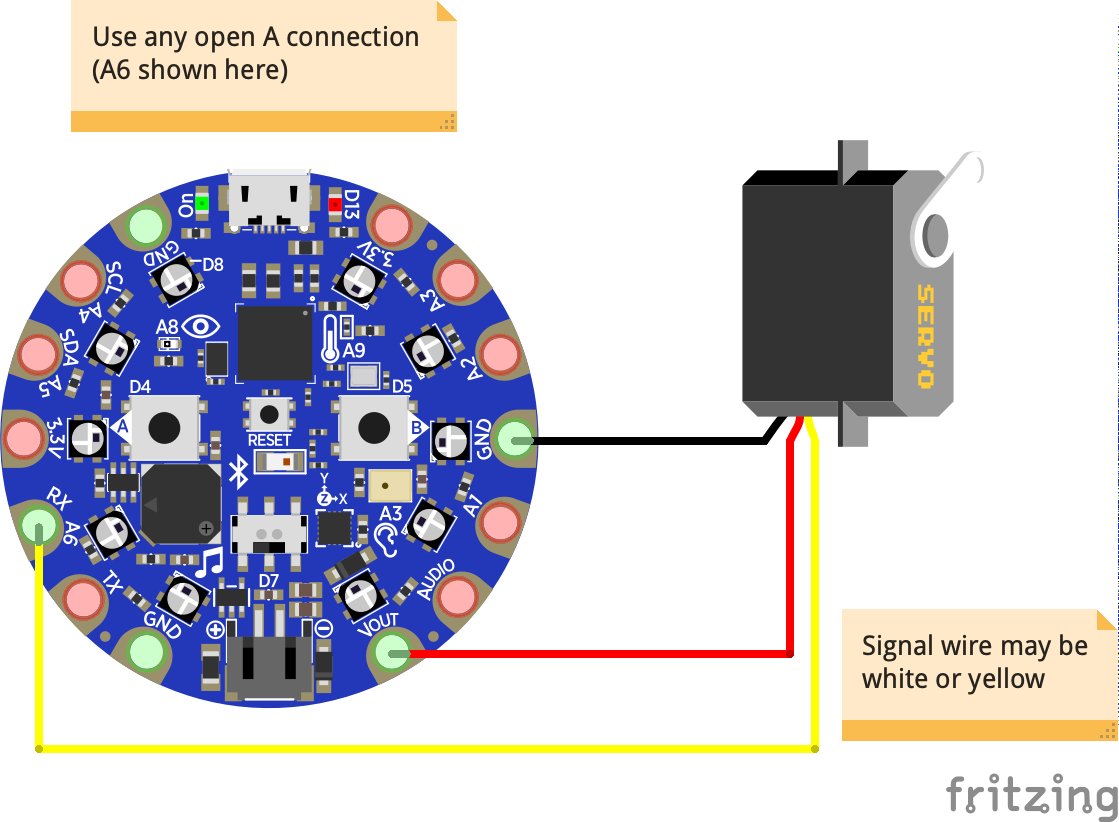 Use any open A connection
(A6 shown here)
On
D13
GND
3.3V
D8
SCL
A4
A3
A8
A9
SDA
A5
A2
D4
D5
3.3V
A
B
GND
RESET
RX
A6
Y
Z
X
A3
A1
TX
D7
AUDIO
GND
VOUT
SERVO
Signal wire may be
white or yellow
fritzing